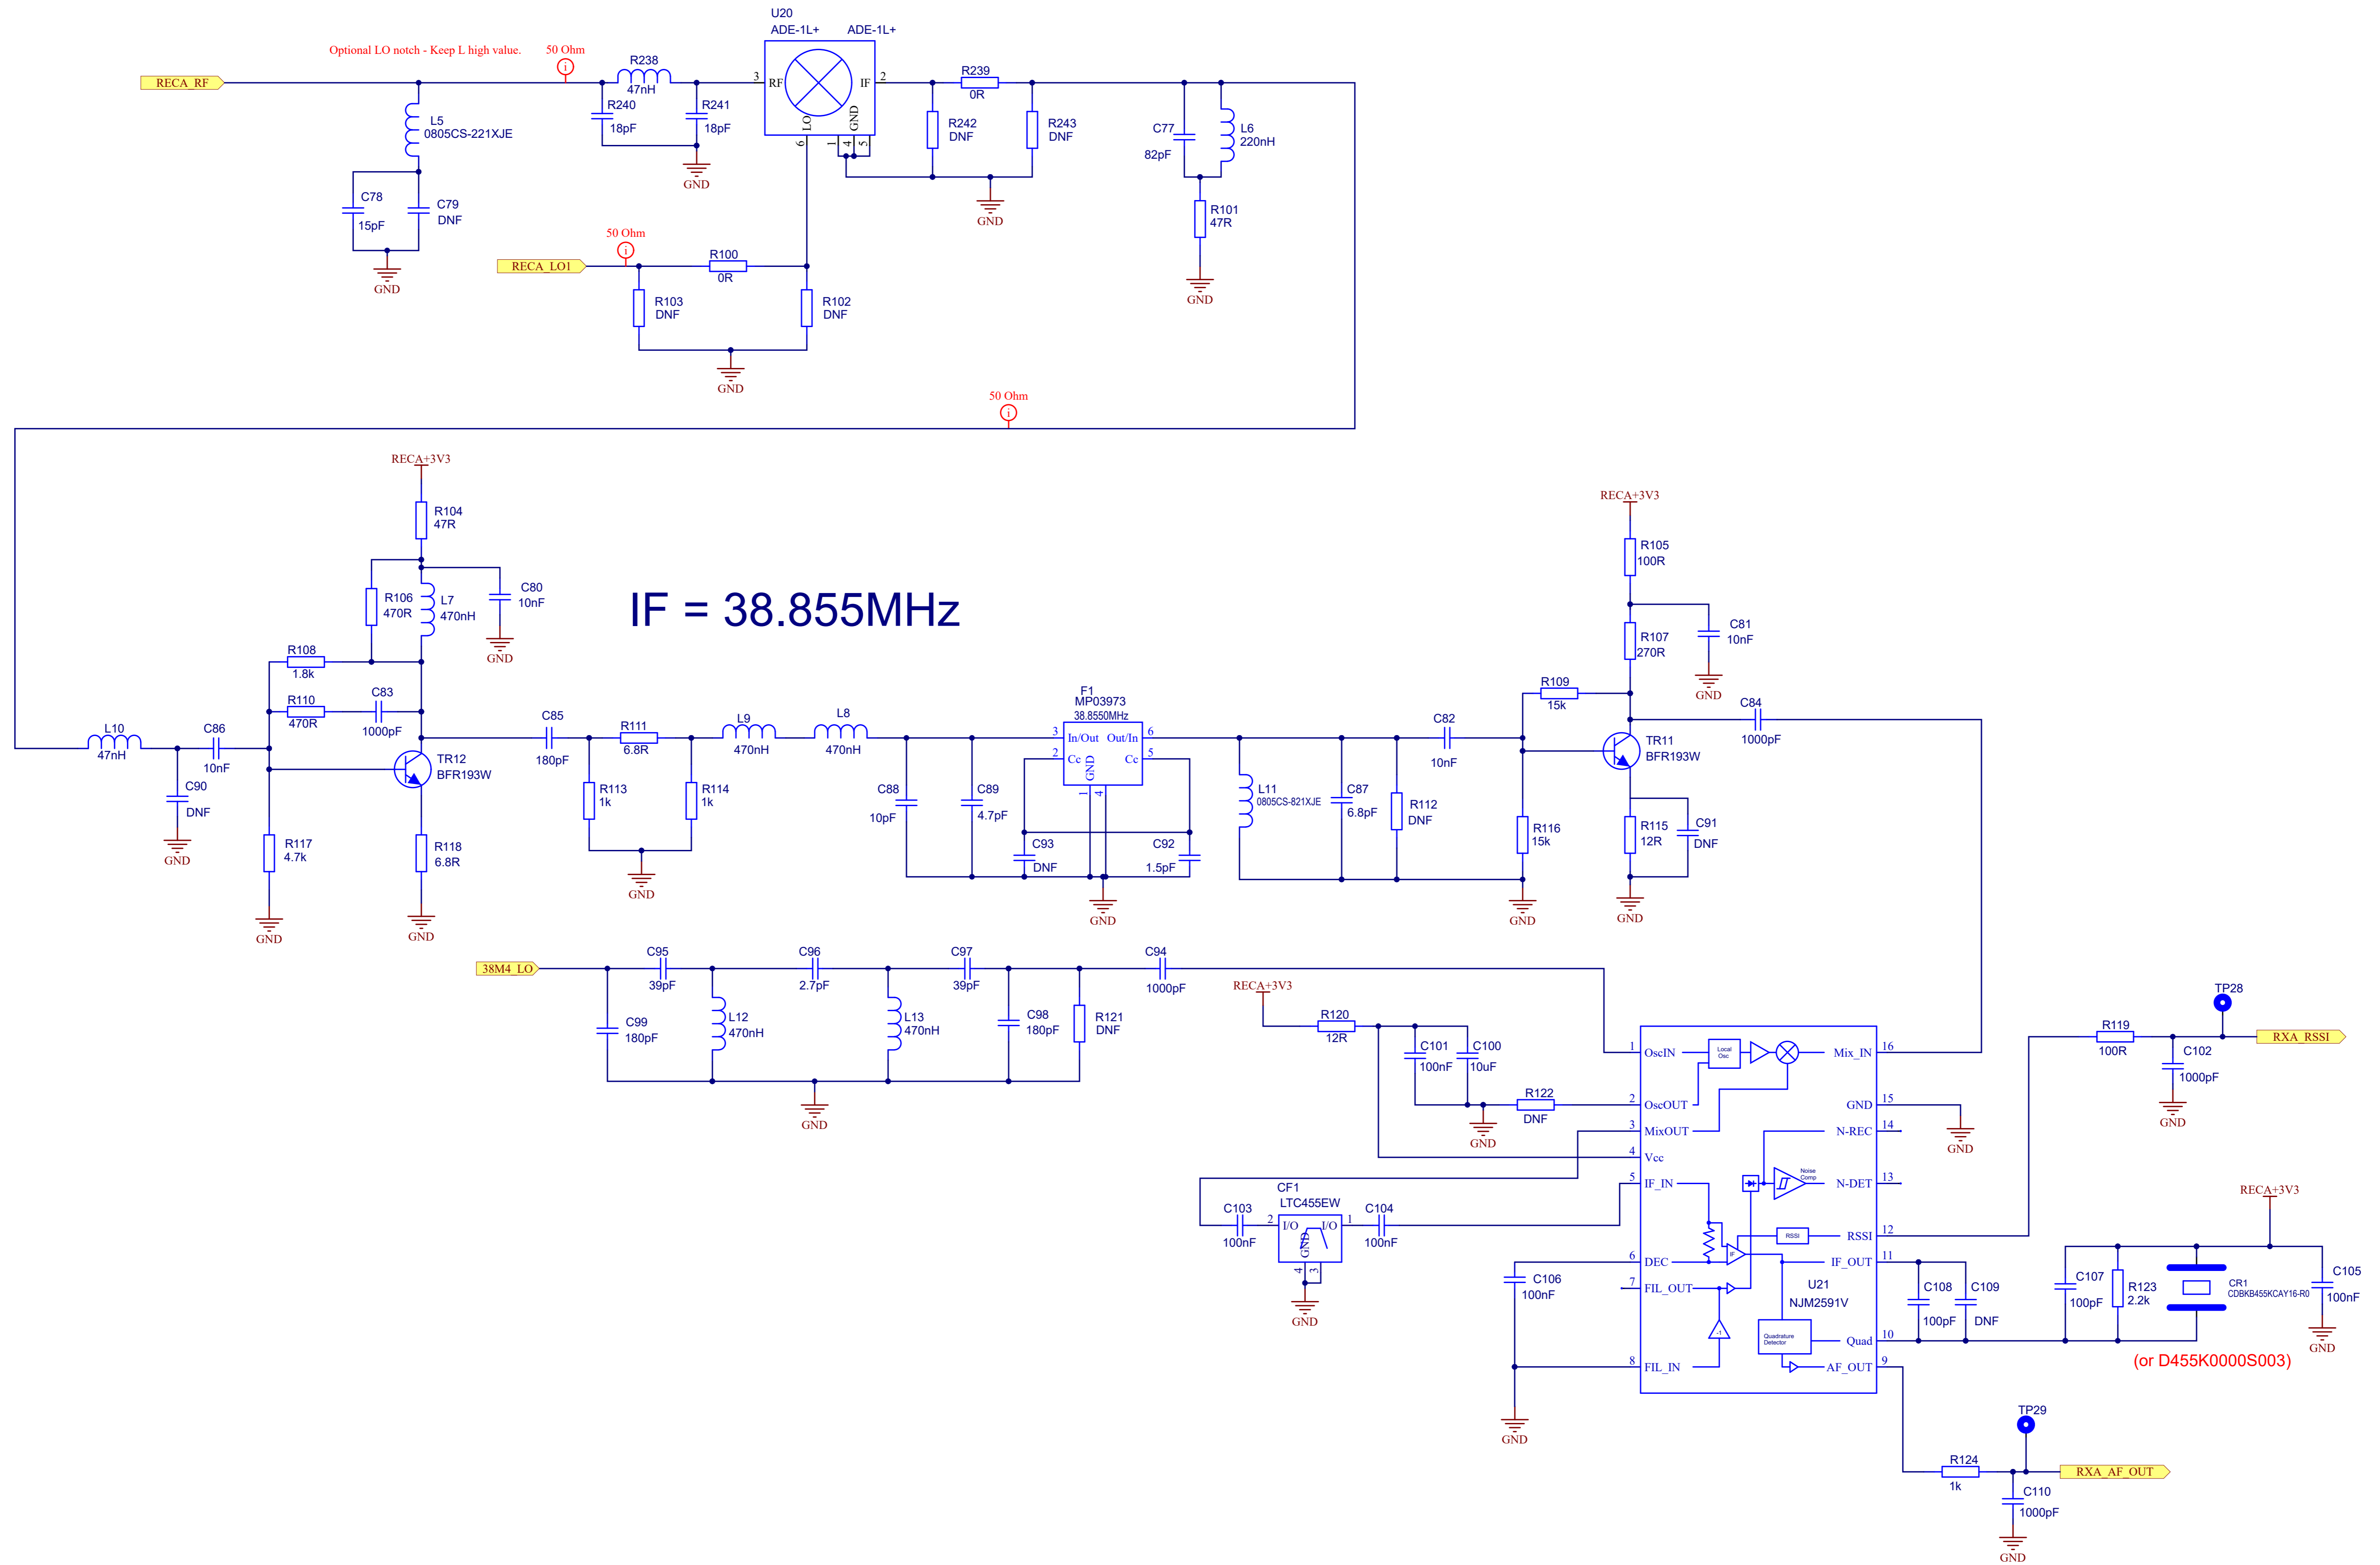 U20
ADE-1L+ ADE-1L+
Optional LO notch - Keep L high value.
50 Ohm
RECA_RF
R238
47nH
R240
18pF
R241
18pF
GND
3
RF
IF
2
LO
GND
6
1
4
5
R239
0R
R242
DNF
R243
DNF
GND
C77
82pF
L6
220nH
R101
47R
GND
L5
0805CS-221XJE
C78
15pF
C79
DNF
GND
50 Ohm
RECA_LO1
R100
0R
R103
DNF
R102
DNF
GND
50 Ohm
RECA+3V3
R104
47R
R106
470R
L7
470nH
C80
10nF
GND
R108
1.8k
R110
470R
C83
1000pF
L10
47nH
C86
10nF
C90
DNF
GND
R117
4.7k
GND
TR12
BFR193W
R118
6.8R
GND
IF = 38.855MHz
C85
180pF
R111
6.8R
R113
1k
R114
1k
GND
L9
470nH
L8
470nH
C88
10pF
C89
4.7pF
F1
MP03973
38.8550MHz
3
In/Out
Out/In
6
2
Cc
Cc
5
GND
1
4
C93
DNF
C92
1.5pF
GND
L11
0805CS-821XJE
C87
6.8pF
R112
DNF
C82
10nF
R116
15k
GND
RECA+3V3
R105
100R
R107
270R
C81
10nF
GND
R109
15k
C84
1000pF
TR11
BFR193W
R115
12R
C91
DNF
GND
38M4_LO
C95
39pF
C96
2.7pF
C97
39pF
C94
1000pF
C99
180pF
L12
470nH
L13
470nH
C98
180pF
R121
DNF
GND
RECA+3V3
R120
12R
C101
100nF
C100
10uF
GND
R122
DNF
C103
100nF
CF1
LTC455EW
2
I/O
I/O
1
GND
4
3
GND
C104
100nF
C106
100nF
GND
1 OscIN
Local
Osc
Mix_IN 16
2 OscOUT
GND 15
3 MixOUT
N-REC 14
4 Vcc
5 IF_IN
Noise
Comp
N-DET 13
RSSI
RSSI 12
6 DEC
IF
IF_OUT 11
7 FIL_OUT
U21
NJM2591V
-1
Quadrature
Detector
Quad 10
8 FIL_IN
AF_OUT 9
GND
TP28
R119
100R
RXA_RSSI
C102
1000pF
GND
RECA+3V3
C108
100pF
C109
DNF
C107
100pF
R123
2.2k
CR1
CDBKB455KCAY16-R0
C105
100nF
GND
(or D455K0000S003)
TP29
R124
1k
RXA_AF_OUT
C110
1000pF
GND